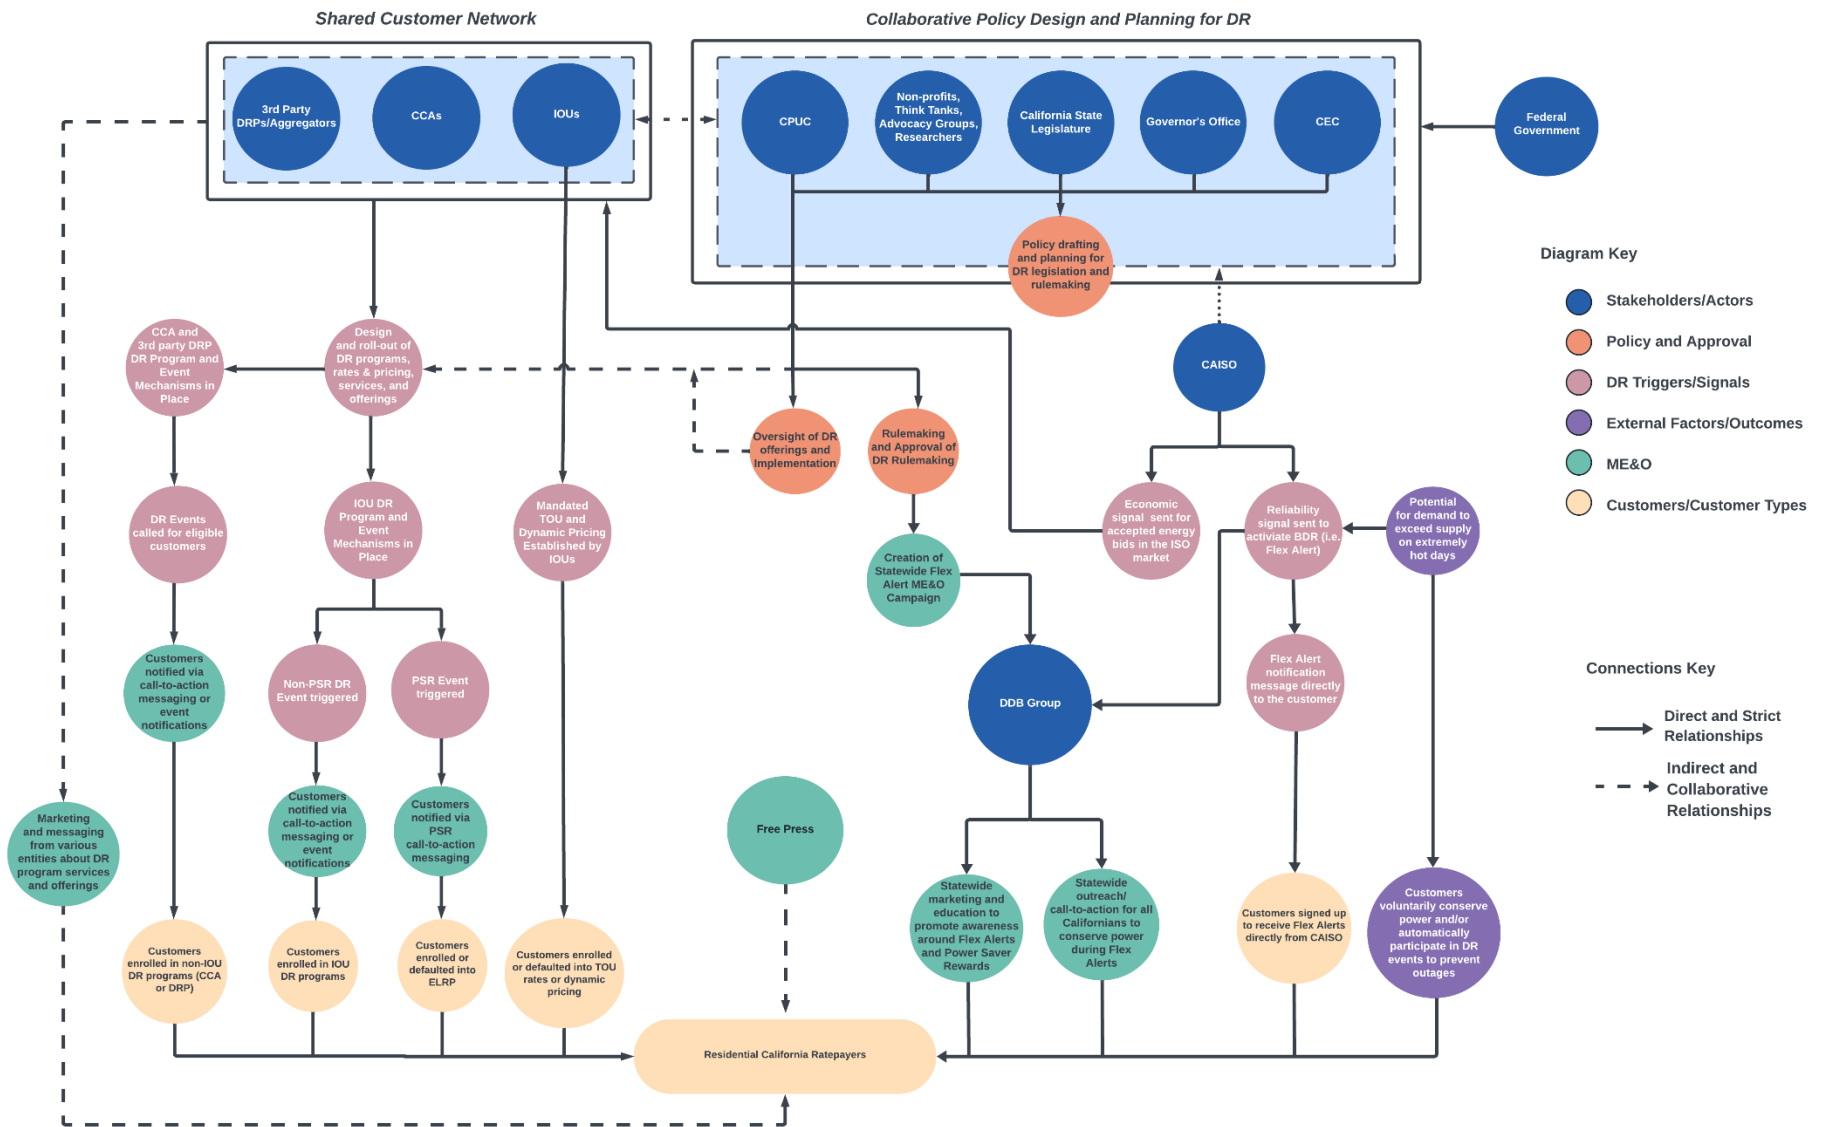 Shared Customer Network
Collaborative Policy Design and Planning for DR
3rd Party
DRPs/Aggregators
CCAs
IOUs
CPUC
Non-profits,
Think Tanks,
Advocacy Groups,
Researchers
California State
Legislature
Governor's Office
CEC
Federal
Government
Policy drafting
and planning for
DR legislation and
rulemaking
Diagram Key
Stakeholders/Actors
Policy and Approval
DR Triggers/Signals
External Factors/Outcomes
ME&O
Customers/Customer Types
CCA and
3rd party DRP
DR Program and
Event
Mechanisms in
Place
Design
and roll-out of
DR programs,
rates & pricing,
services, and
offerings
CAISO
Oversight of DR
offerings and
Implementation
Rulemaking
and Approval of
DR Rulemaking
DR Events
called for eligible
customers
IOU DR
Program and
Event
Mechanisms in
Place
Mandated
TOU and
Dynamic Pricing
Established by
IOUs
Economic
signal sent for
accepted energy
bids in the ISO
market
Reliability
signal sent to
activiate BDR (i.e.
Flex Alert)
Potential
for demand to
exceed supply
on extremely
hot days
Creation of
Statewide Flex
Alert ME&O
Campaign
Customers
notified via
call-to-action
messaging or
event
notifications
Non-PSR DR
Event triggered
PSR Event
triggered
DDB Group
Flex Alert
notification
message directly
to the customer
Connections Key
Direct and Strict
Relationships
Indirect and
Collaborative
Relationships
Marketing
and messaging
from various
entities about DR
program services
and offerings
Customers
notified via
call-to-action
messaging or
event
notifications
Customers
notified via
PSR
call-to-action
messaging
Free Press
Statewide
marketing and
education to
promote awareness
around Flex Alerts
and Power Saver
Rewards
Statewide
outreach/
call-to-action for all
Californians to
conserve power
during Flex
Alerts
Customers signed up
to receive Flex Alerts
directly from CAISO
Customers
voluntarily conserve
power and/or
automatically
participate in DR
events to prevent
outages
Customers
enrolled in non-IOU
DR programs (CCA
or DRP)
Customers
enrolled in IOU
DR programs
Customers
enrolled or
defaulted into
ELRP
Customers enrolled
or defaulted into TOU
rates or dynamic
pricing
Residential California Ratepayers